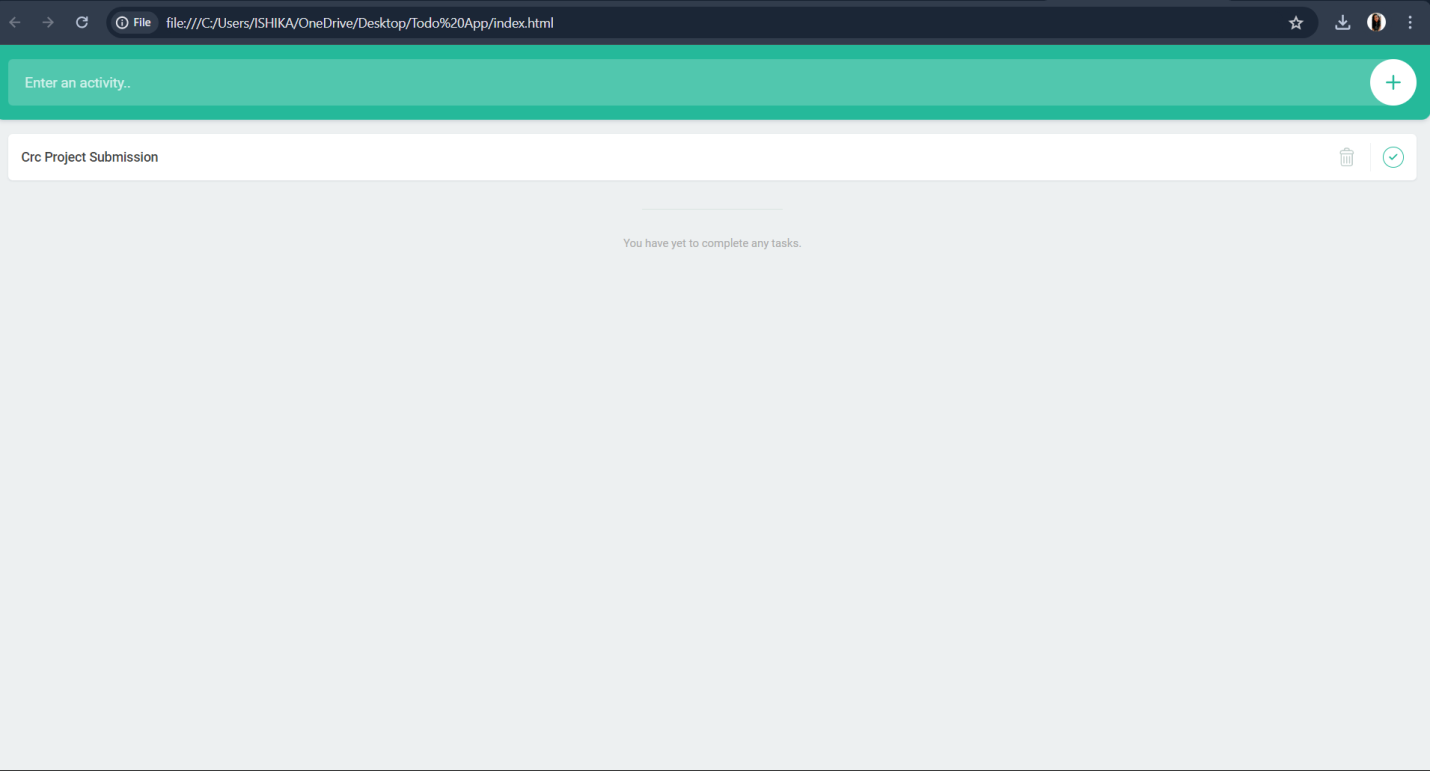 File file:///C:/Users/ISHIKA/OneDrive/Desktop/Todo%20App/index.html
Enter an activity..
Crc Project Submission
You have yet to complete any tasks.